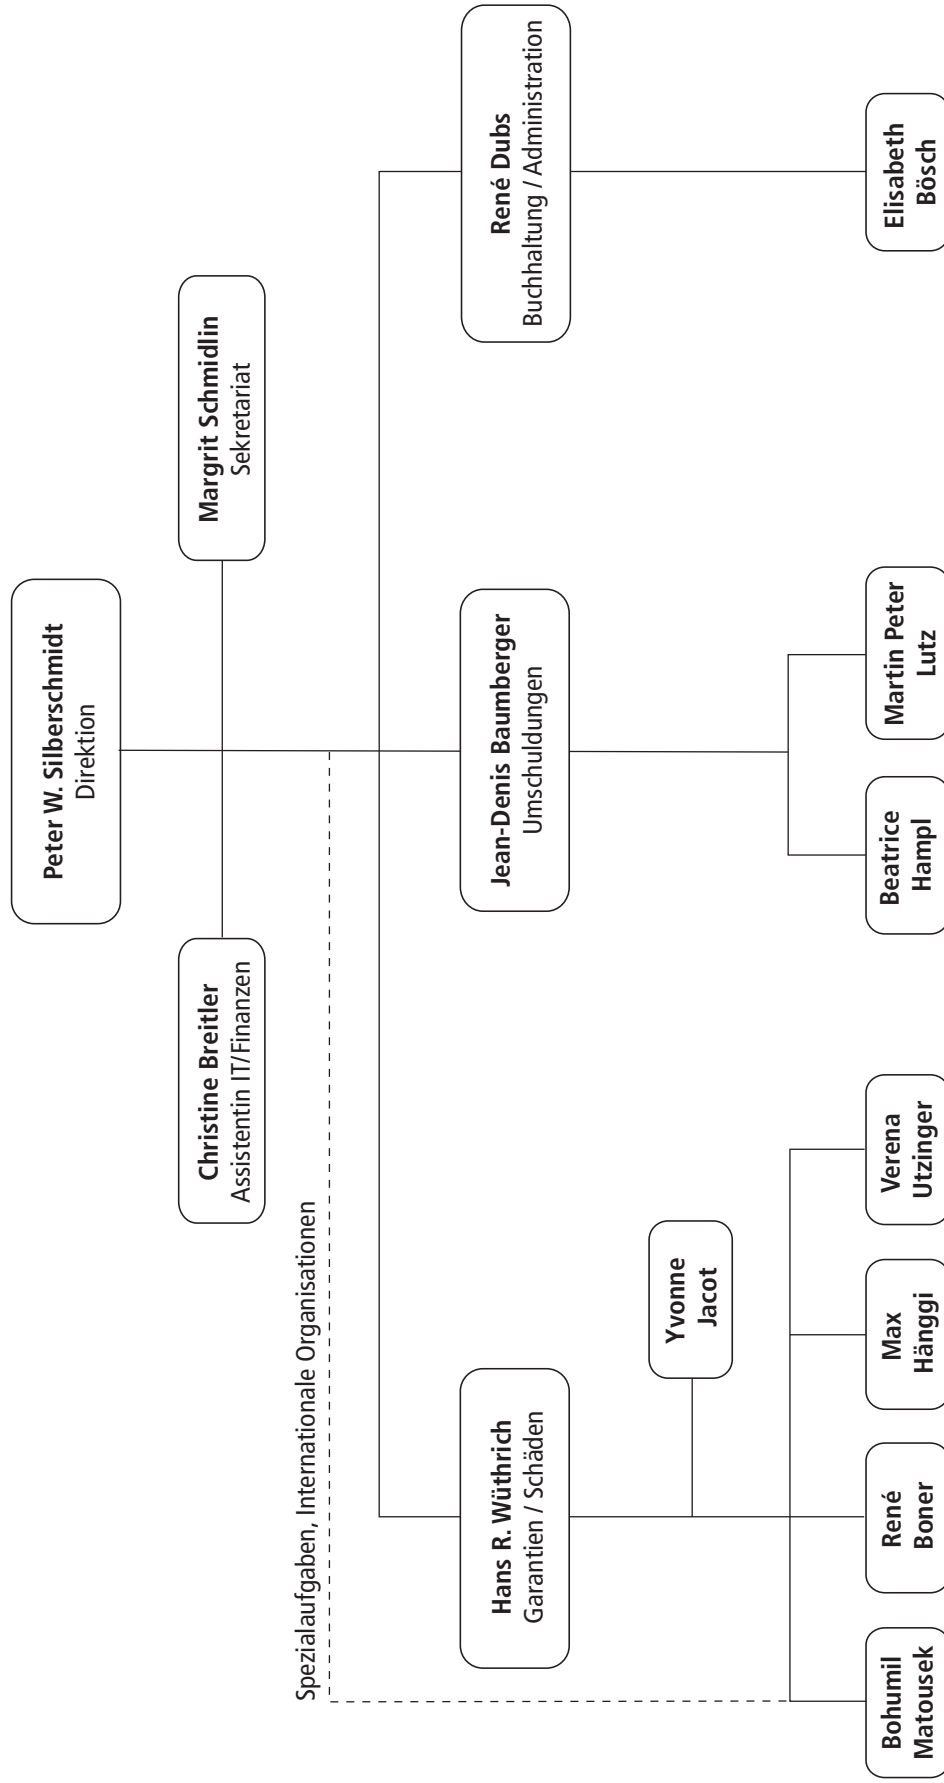 Peter W. Silberschmidt
Direktion
Christine Breitler
Assistentin IT/Finanzen
Margrit Schmidlin
Sekretariat
Spezialaufgaben, Internationale Organisationen
Hans R. Wüthrich
Garantien / Schäden
Jean-Denis Baumberger
Umschuldungen
René Dubs
Buchhaltung / Administration
Yvonne
Jacot
Bohumil
Matousek
René
Boner
Max
Hänggi
Verena
Utzinger
Beatrice
Hampl
Martin Peter
Lutz
Elisabeth
Bösch